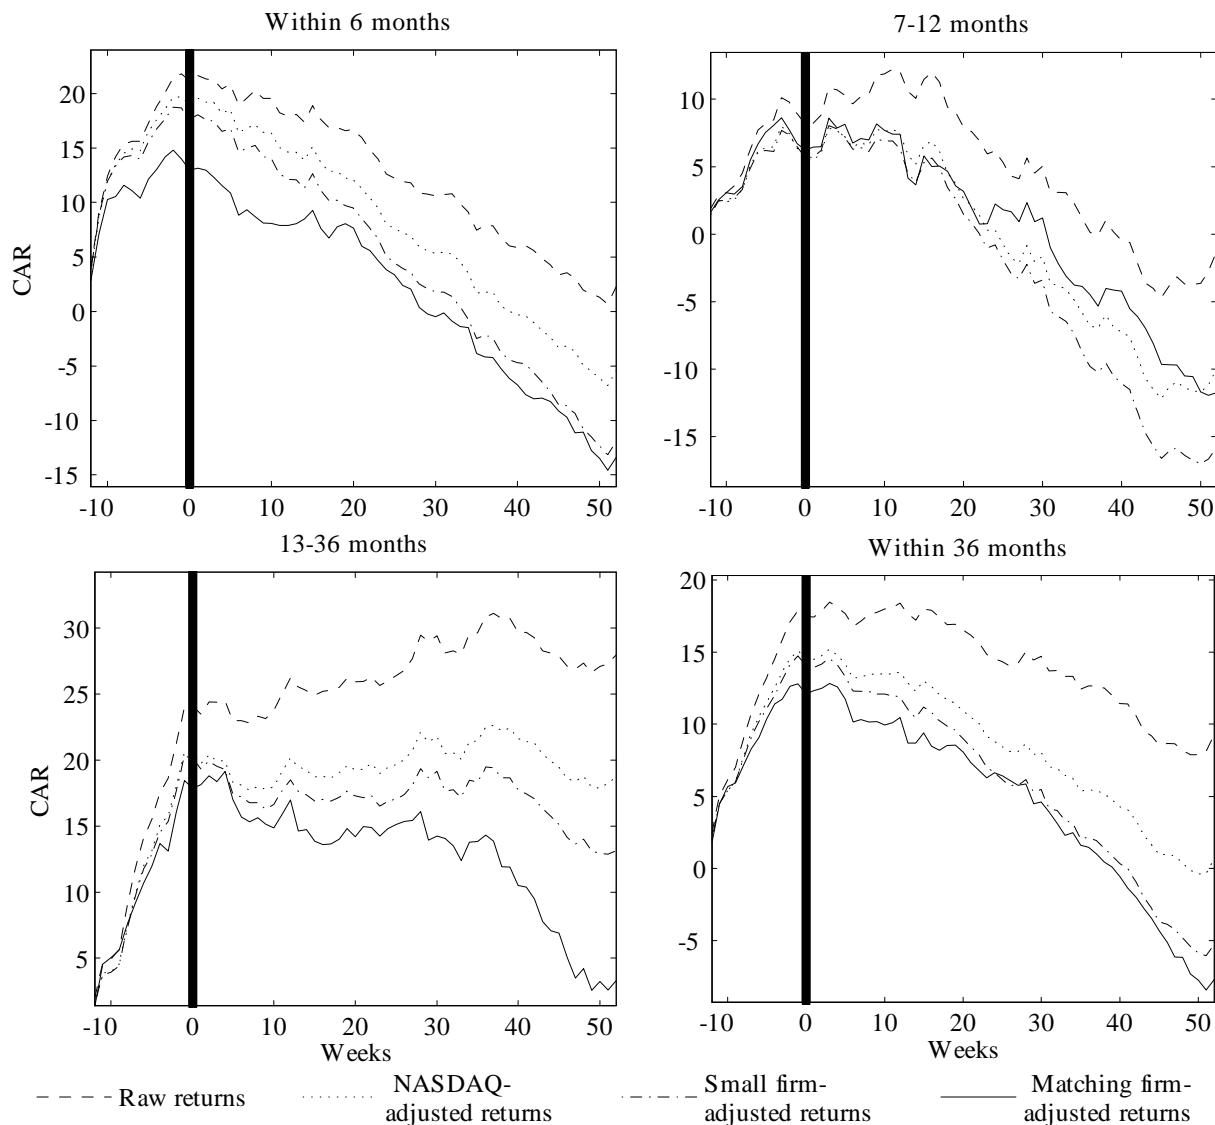 Within 6 months
20
15
10
5
0
-5
-10
-15
CAR
-10 0 10 20 30 40 50
7-12 months
10
5
0
-5
-10
-15
-10 0 10 20 30 40 50
13-36 months
30
25
20
15
10
5
CAR
-10 0 10 20 30 40 50
Weeks
Within 36 months
20
15
10
5
0
-5
-10 0 10 20 30 40 50
Weeks
Raw returns
NASDAQ-
adjusted returns
Small firm-
adjusted returns
Matching firm-
adjusted returns